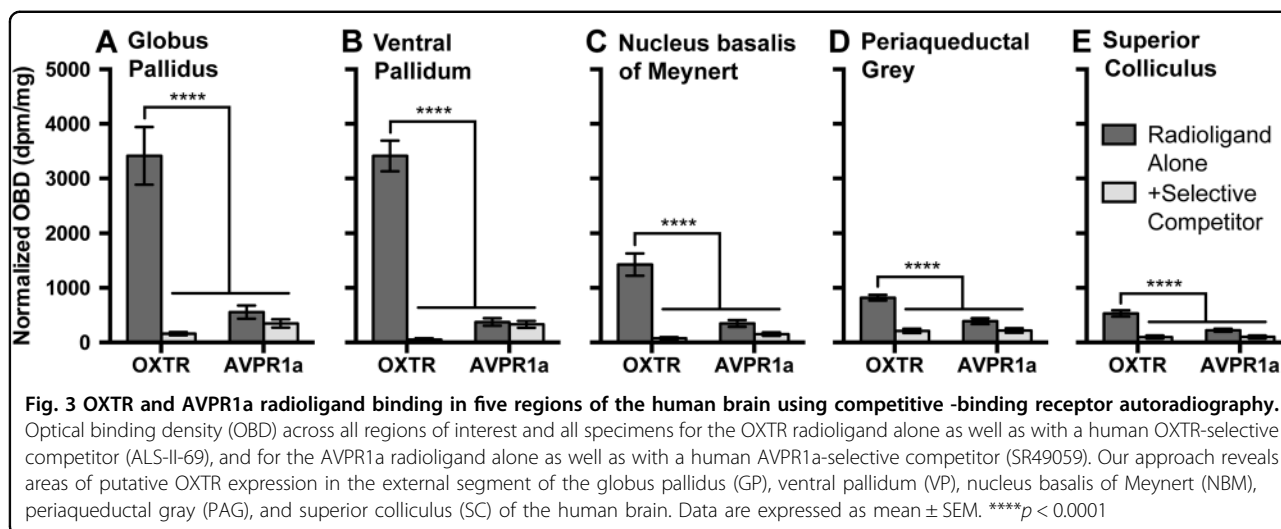 A Globus Pallidus
B Ventral Pallidum
C Nucleus basalis of Meynert
D Periaqueductal Grey
E Superior Colliculus
Normalized OBD (dpm/mg)
5000
4000
3000
2000
1000
0
****
****
****
****
****
Radioligand Alone
+Selective Competitor
OXTR AVPR1a
OXTR AVPR1a
OXTR AVPR1a
OXTR AVPR1a
OXTR AVPR1a
Fig. 3 OXTR and AVPR1a radioligand binding in five regions of the human brain using competitive -binding receptor autoradiography.
Optical binding density (OBD) across all regions of interest and all specimens for the OXTR radioligand alone as well as with a human OXTR-selective
competitor (ALS-II-69), and for the AVPR1a radioligand alone as well as with a human AVPR1a-selective competitor (SR49059). Our approach reveals
areas of putative OXTR expression in the external segment of the globus pallidus (GP), ventral pallidum (VP), nucleus basalis of Meynert (NBM),
periaqueductal gray (PAG), and superior colliculus (SC) of the human brain. Data are expressed as mean ± SEM. ****p < 0.0001